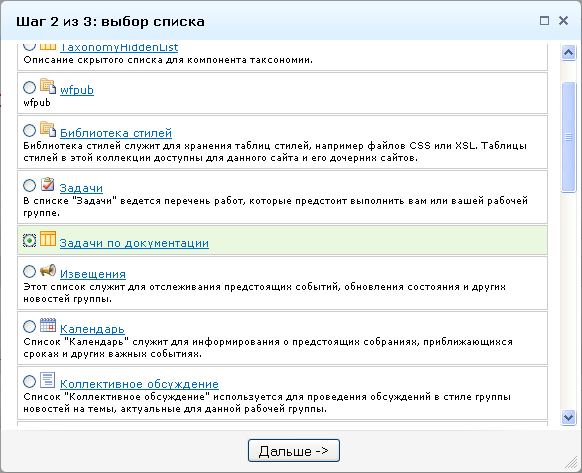 Шаг 2 из 3: выбор списка
TaxonomyHiddenList
Описание скрытого списка для компонента таксономии.
wfpub
wfpub
Библиотека стилей
Библиотека стилей служит для хранения таблиц стилей, например файлов CSS или XSL. Таблицы
стилей в этой коллекции доступны для данного сайта и его дочерних сайтов.
Задачи
В списке "Задачи" ведется перечень работ, которые предстоит выполнить вам или вашей рабочей
группе.
Задачи по документации
Извещения
Этот список служит для отслеживания предстоящих событий, обновления состояния и других
новостей группы.
Календарь
Список "Календарь" служит для информирования о предстоящих собраниях, приближающихся
сроках и других важных событиях.
Коллективное обсуждение
Список "Коллективное обсуждение" используется для проведения обсуждений в стиле группы
новостей на темы, актуальные для данной рабочей группы.
Дальше ->